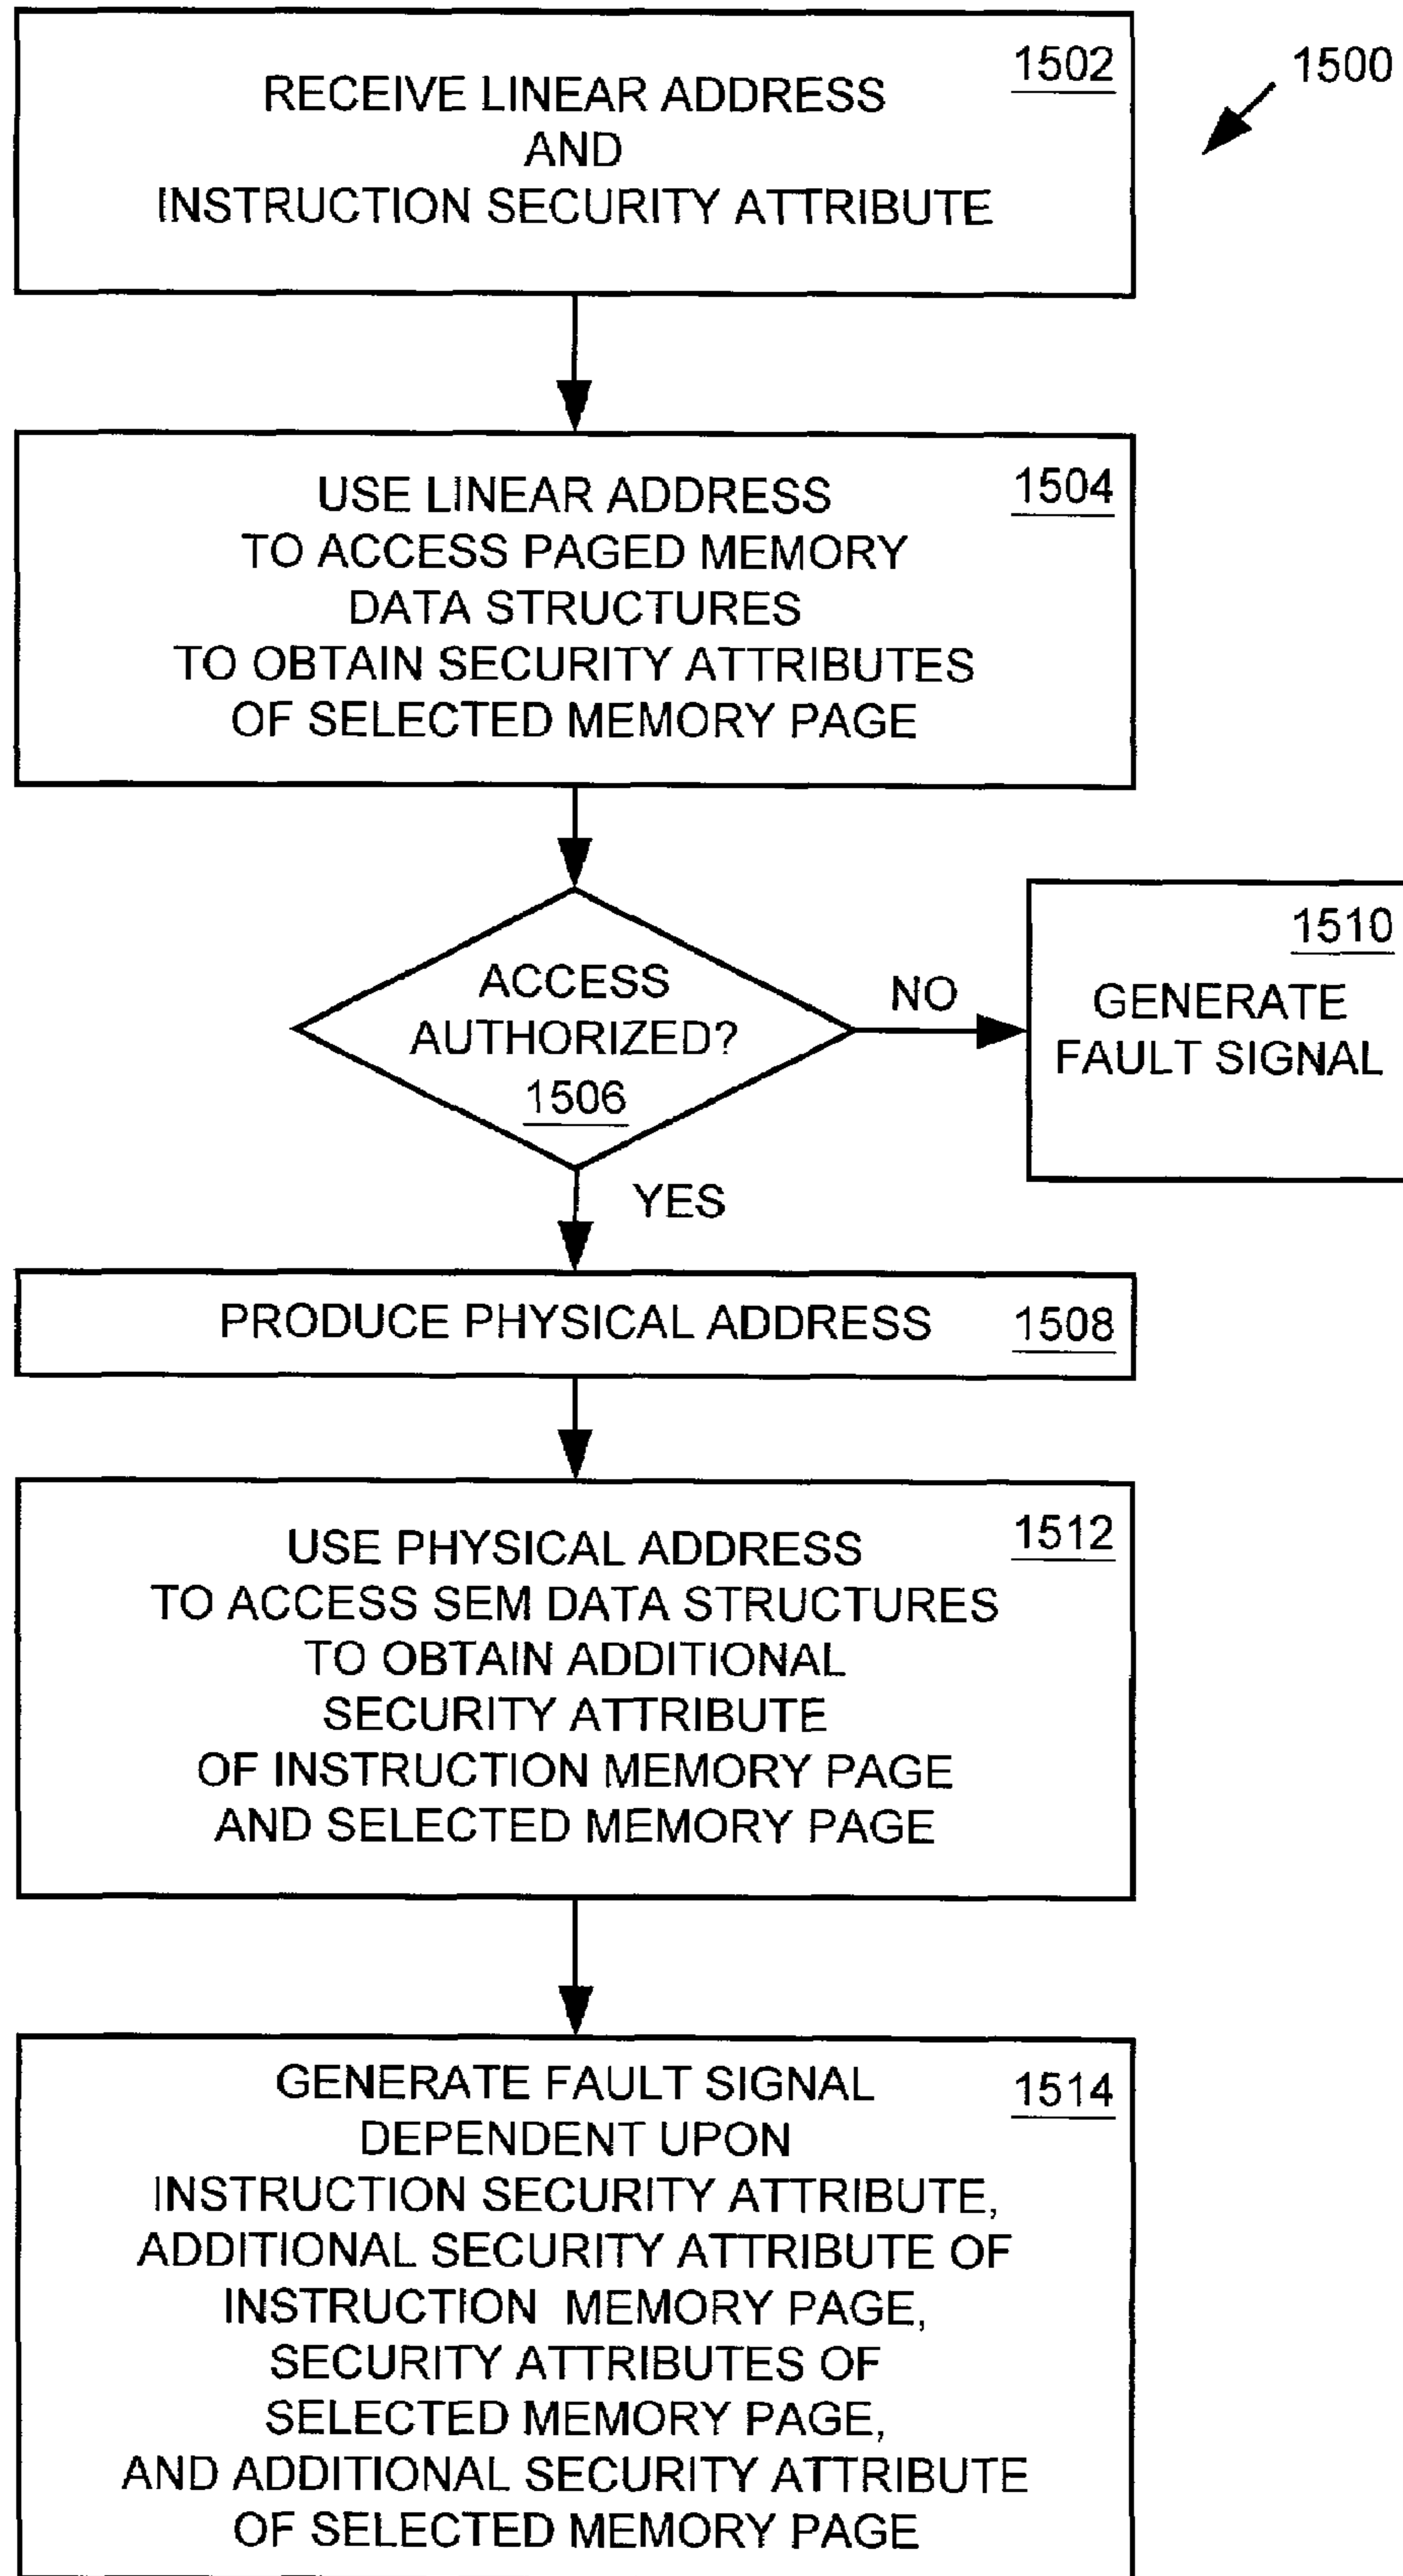 1502
1500
RECEIVE LINEAR ADDRESS
AND
INSTRUCTION SECURITY ATTRIBUTE
1504
USE LINEAR ADDRESS
TO ACCESS PAGED MEMORY
DATA STRUCTURES
TO OBTAIN SECURITY ATTRIBUTES
OF SELECTED MEMORY PAGE
ACCESS
AUTHORIZED?
1506
NO
1510
GENERATE
FAULT SIGNAL
YES
PRODUCE PHYSICAL ADDRESS 1508
1512
USE PHYSICAL ADDRESS
TO ACCESS SEM DATA STRUCTURES
TO OBTAIN ADDITIONAL
SECURITY ATTRIBUTE
OF INSTRUCTION MEMORY PAGE
AND SELECTED MEMORY PAGE
1514
GENERATE FAULT SIGNAL
DEPENDENT UPON
INSTRUCTION SECURITY ATTRIBUTE,
ADDITIONAL SECURITY ATTRIBUTE OF
INSTRUCTION MEMORY PAGE,
SECURITY ATTRIBUTES OF
SELECTED MEMORY PAGE,
AND ADDITIONAL SECURITY ATTRIBUTE
OF SELECTED MEMORY PAGE